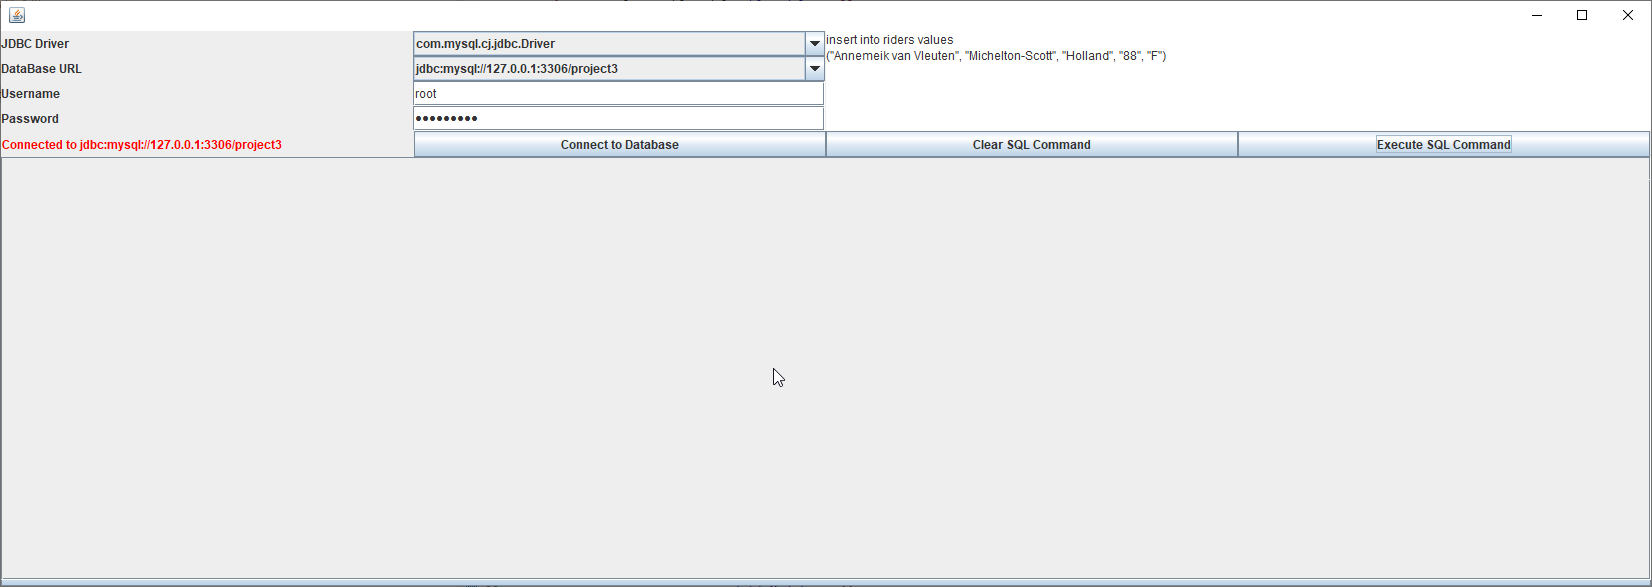 JDBC Driver
com.mysql.cj.jdbc.Driver
insert into riders values
("Annemeik van Vleuten", "Michelton-Scott", "Holland", "88", "F")
DataBase URL
jdbc:mysql://127.0.0.1:3306/project3
Username
root
Password
•••••••••
Connected to jdbc:mysql://127.0.0.1:3306/project3
Connect to Database
Clear SQL Command
Execute SQL Command